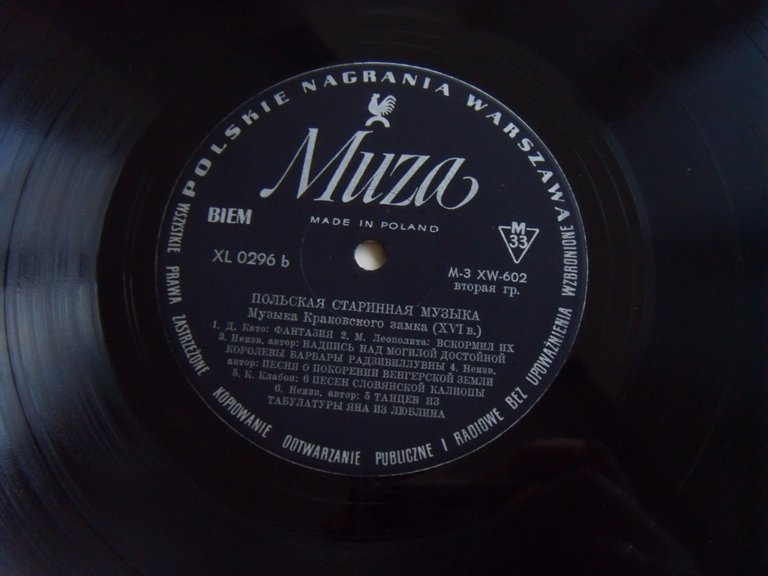 POLSKIE NAGRANIA WARSZAWA
Muza
MADE IN POLAND
BIEM
M
33
XL 0296 b
M-3 XW-602
вторая гр.
ПОЛЬСКАЯ СТАРИННАЯ МУЗЫКА
Музыка Краковского замка (XVI в.)
1. Д. Като: ФАНТАЗИЯ 2. М. Леополита: ВСКОРМИЛ ИХ
3. Неизв. автор: НАДПИСЬ НАД МОГИЛОЙ ДОСТОЙНОЙ
КОРОЛЕВЫ БАРБАРЫ РАДЗИВИЛЛУВНЫ 4. Неизв.
автор: ПЕСНЯ О ПОКОРЕНИИ ВЕНГЕРСКОЙ ЗЕМЛИ
5. К. Клабон: 6 ПЕСЕН СЛОВЯНСКОЙ КАЛИОПЫ
6. Неизв. автор: 5 ТАНЦЕВ ИЗ
ТАБУЛАТУРЫ ЯНА ИЗ ЛЮБЛИНА
WSZYSTKIE PRAWA ZASTRZEŻONE KOPIOWANIE ODTWARZANIE PUBLICZNE I RADIOWE BEZ UPOWAŻNIENIA WZBRONIONE